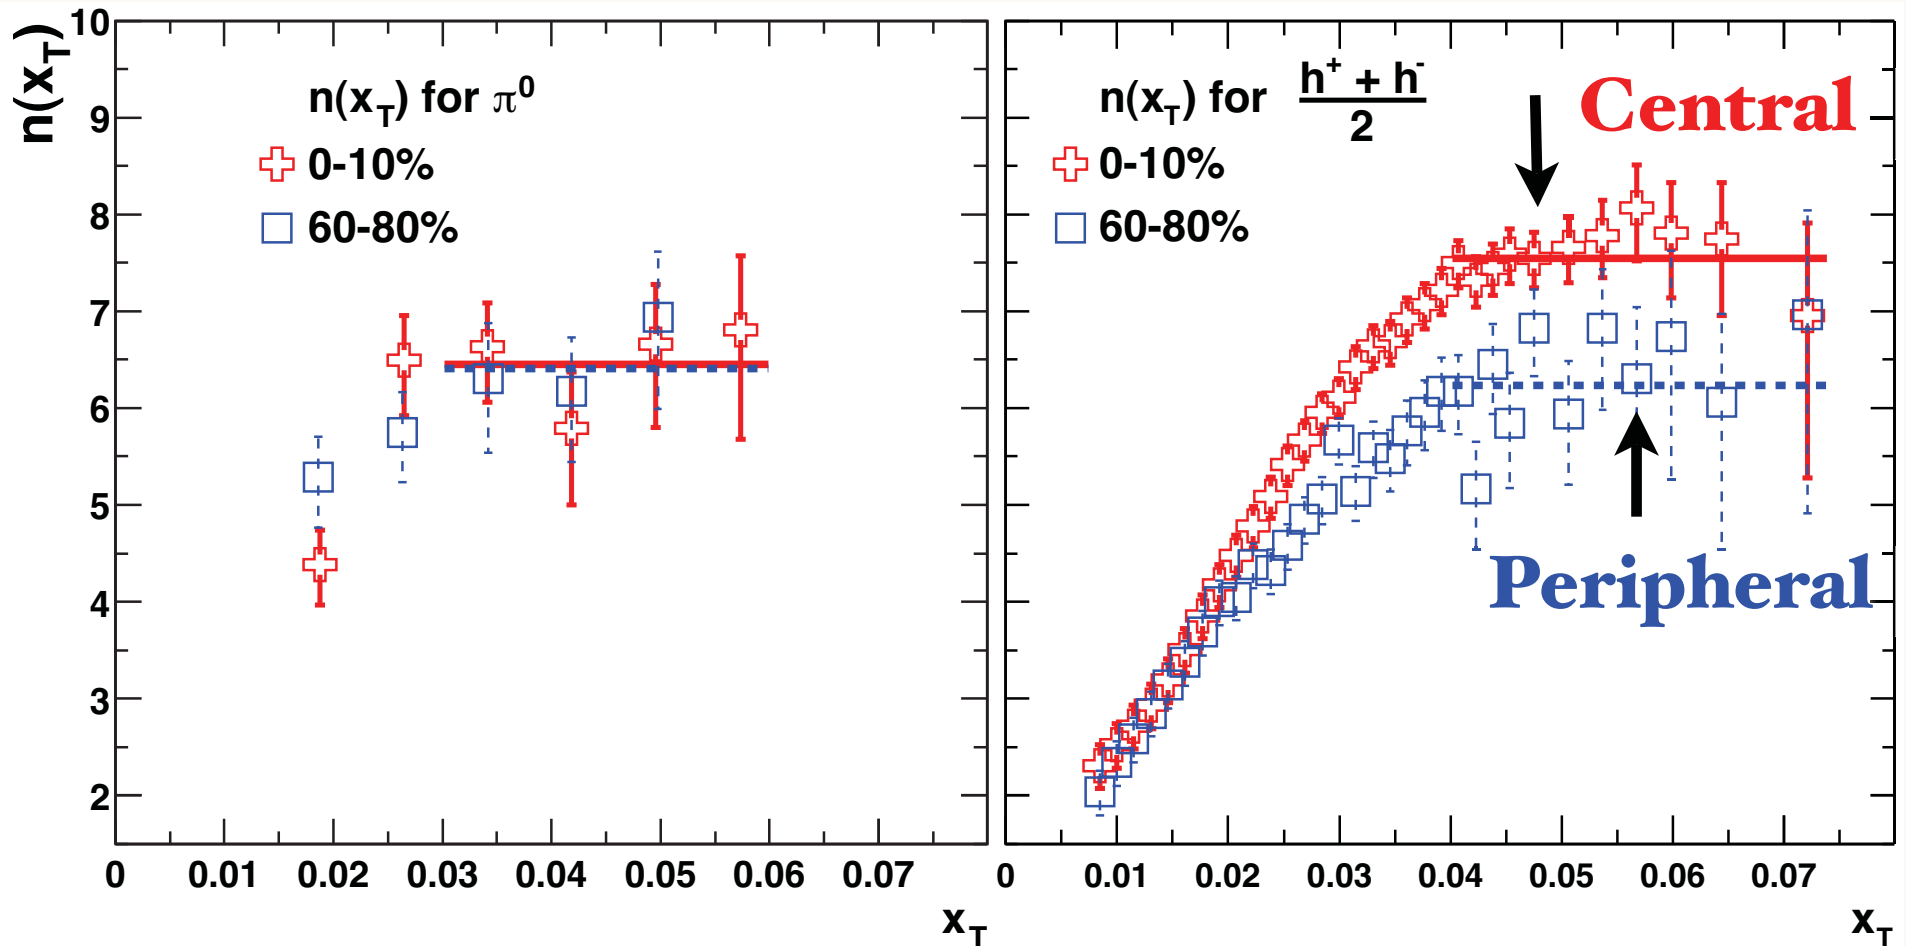 n(x_T)
10
9
8
7
6
5
4
3
2
n(x_T) for π⁰
0-10%
60-80%
0 0.01 0.02 0.03 0.04 0.05 0.06 0.07
x_T
n(x_T) for h⁺ + h⁻ / 2
0-10%
60-80%
Central
Peripheral
0 0.01 0.02 0.03 0.04 0.05 0.06 0.07
x_T